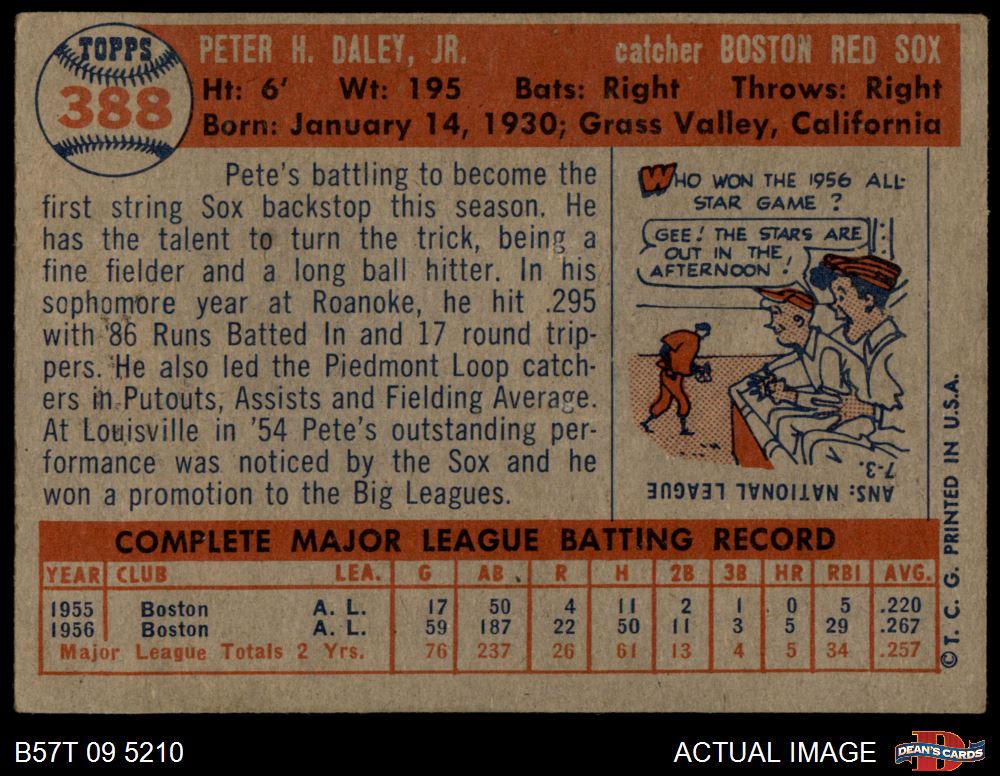 TOPPS
388
PETER H. DALEY, JR. catcher BOSTON RED SOX
Ht: 6' Wt: 195 Bats: Right Throws: Right
Born: January 14, 1930; Grass Valley, California
Pete's battling to become the
first string Sox backstop this season. He
has the talent to turn the trick, being a
fine fielder and a long ball hitter. In his
sophomore year at Roanoke, he hit .295
with 86 Runs Batted In and 17 round trip-
pers. He also led the Piedmont Loop catch-
ers in Putouts, Assists and Fielding Average.
At Louisville in '54 Pete's outstanding per-
formance was noticed by the Sox and he
won a promotion to the Big Leagues.
WHO WON THE 1956 ALL-
STAR GAME ?
GEE! THE STARS ARE
OUT IN THE
AFTERNOON!
ANS: NATIONAL LEAGUE
7-3.
© T. C. G. PRINTED IN U.S.A.
COMPLETE MAJOR LEAGUE BATTING RECORD
YEAR CLUB LEA. G AB R H 2B 3B HR RBI AVG.
1955 Boston A. L. 17 50 4 11 2 1 0 5 .220
1956 Boston A. L. 59 187 22 50 11 3 5 29 .267
Major League Totals 2 Yrs. 76 237 26 61 13 4 5 34 .257
B57T 09 5210 ACTUAL IMAGE DEAN'S CARDS